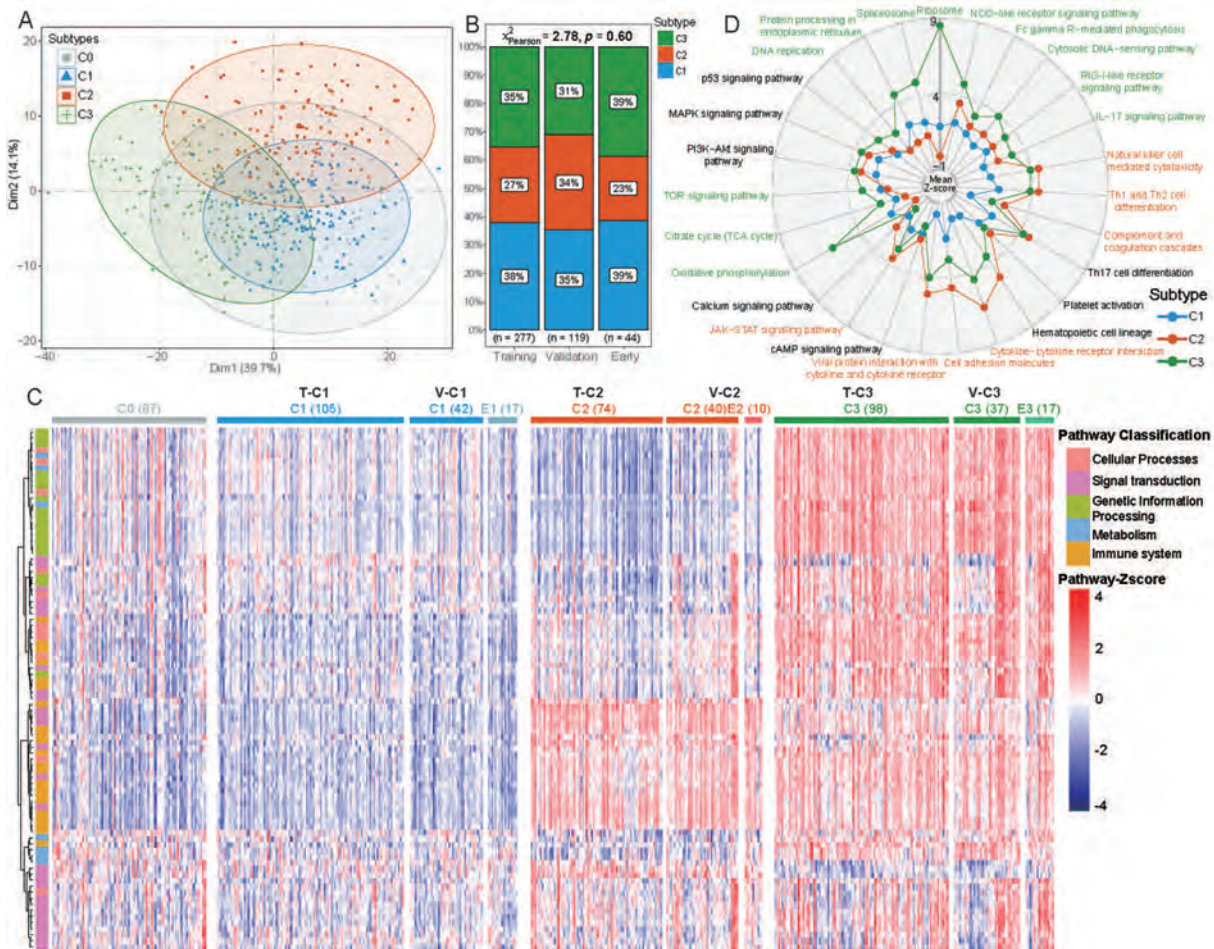 A
Subtypes
C0
C1
C2
C3
Dim2 (14.1%)
20
10
0
−10
−20
−40
−20
0
20
Dim1 (39.7%)
B
Subtype
C3
C2
C1
χ²Pearson = 2.78, p = 0.60
100%
90%
80%
70%
60%
50%
40%
30%
20%
10%
0%
35%
31%
39%
27%
34%
23%
38%
35%
39%
(n = 277)
(n = 119)
(n = 44)
Training
Validation
Early
D
Ribosome
NOD-like receptor signaling pathway
Fc gamma R-mediated phagocytosis
Cytosolic DNA-sensing pathway
RIG-I-like receptor
signaling pathway
IL-17 signaling pathway
Natural killer cell
mediated cytotoxicity
Th1 and Th2 cell
differentiation
Complement and
coagulation cascades
Th17 cell differentiation
Platelet activation
Hematopoietic cell lineage
Cytokine-cytokine receptor interaction
Cell adhesion molecules
Viral protein interaction with
cytokine and cytokine receptor
cAMP signaling pathway
JAK-STAT signaling pathway
Calcium signaling pathway
Oxidative phosphorylation
Citrate cycle (TCA cycle)
TOR signaling pathway
PI3K-Akt signaling
pathway
MAPK signaling pathway
p53 signaling pathway
DNA replication
Protein processing in
endoplasmic reticulum
Spliceosome
9
4
−1
Mean
Z-score
Subtype
C1
C2
C3
C
T-C1
V-C1
T-C2
V-C2
T-C3
V-C3
C0 (87)
C1 (105)
C1 (42)
E1 (17)
C2 (74)
C2 (40)
E2 (10)
C3 (98)
C3 (37)
E3 (17)
Pathway Classification
Cellular Processes
Signal transduction
Genetic Information
Processing
Metabolism
Immune system
Pathway-Zscore
4
2
0
-2
-4